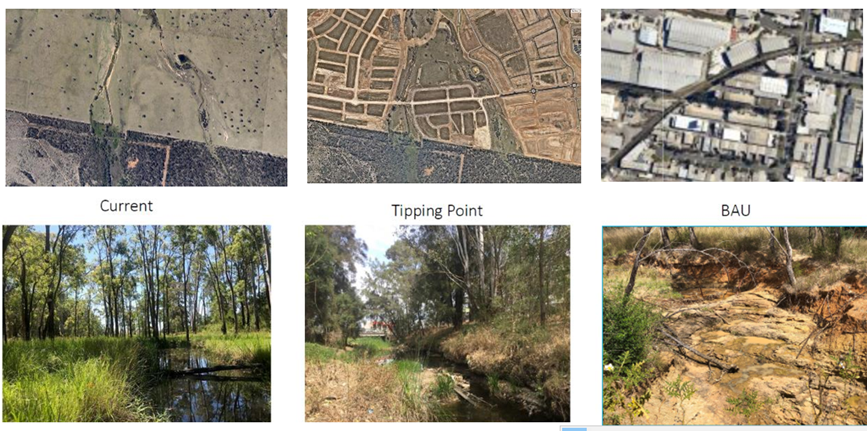 Current
Tipping Point
BAU